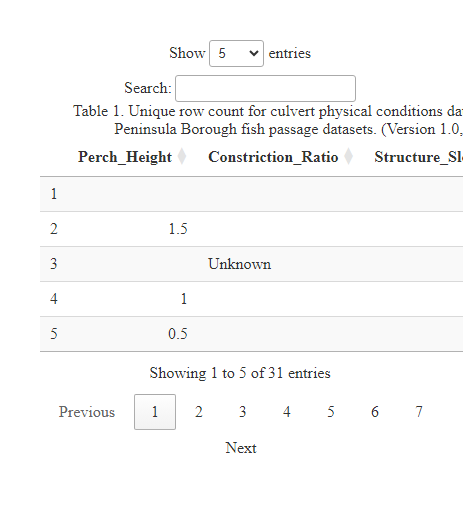 Show 5 entries
Search:
Table 1. Unique row count for culvert physical conditions da
Peninsula Borough fish passage datasets. (Version 1.0,
Perch_Height Constriction_Ratio Structure_Sl
1
2 1.5
3 Unknown
4 1
5 0.5
Showing 1 to 5 of 31 entries
Previous 1 2 3 4 5 6 7
Next